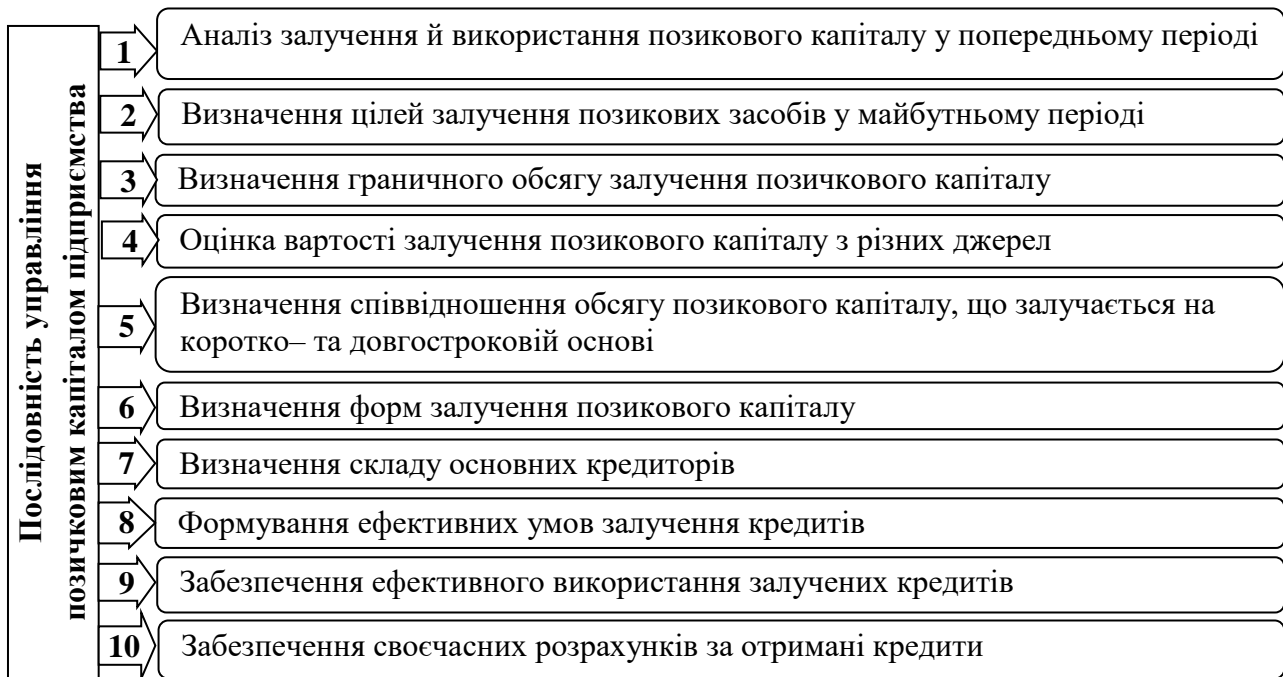 Послідовність управління
позичковим капіталом підприємства
1
Аналіз залучення й використання позикового капіталу у попередньому періоді
2
Визначення цілей залучення позикових засобів у майбутньому періоді
3
Визначення граничного обсягу залучення позичкового капіталу
4
Оцінка вартості залучення позикового капіталу з різних джерел
5
Визначення співвідношення обсягу позикового капіталу, що залучається на
коротко– та довгостроковій основі
6
Визначення форм залучення позикового капіталу
7
Визначення складу основних кредиторів
8
Формування ефективних умов залучення кредитів
9
Забезпечення ефективного використання залучених кредитів
10
Забезпечення своєчасних розрахунків за отримані кредити